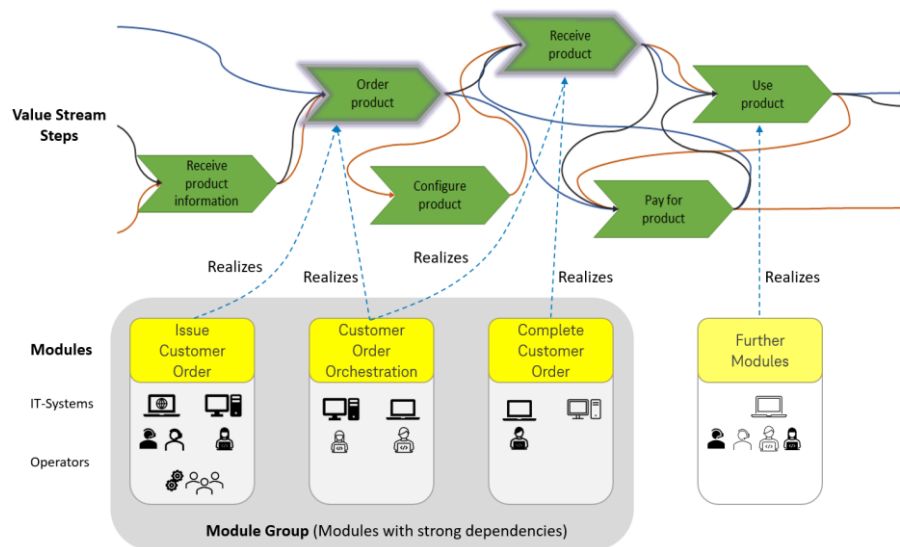 Receive
product
Order
product
Use
product
Value Stream
Steps
Receive
product
information
Configure
product
Pay for
product
Realizes
Realizes
Realizes
Realizes
Realizes
Modules
Issue
Customer
Order
Customer
Order
Orchestration
Complete
Customer
Order
Further
Modules
IT-Systems
Operators
Module Group (Modules with strong dependencies)